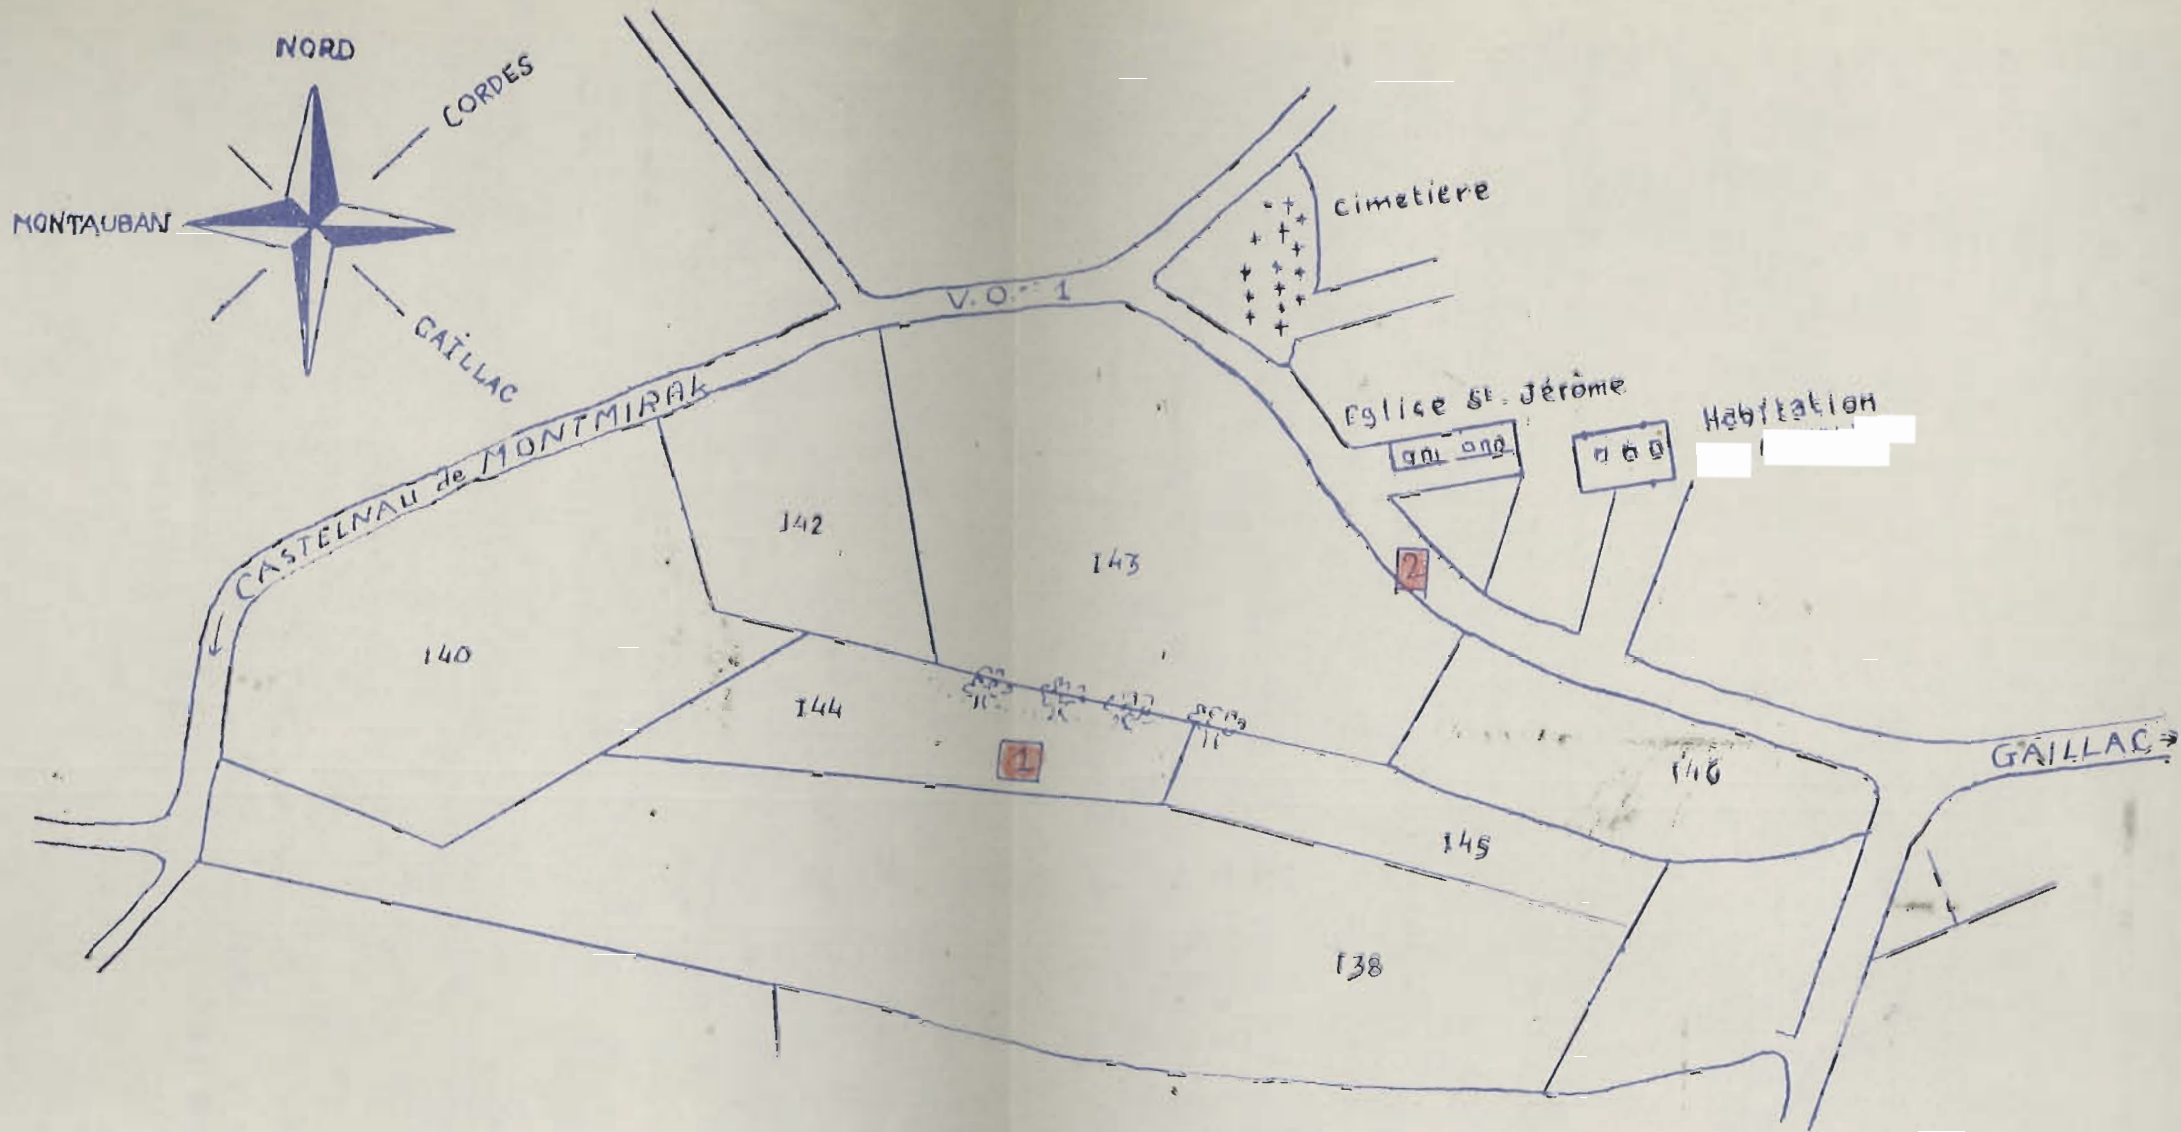 NORD
CORDES
MONTAUBAN
GAÏLLAC
Cimetiere
V.O. 1
CASTELNAU de MONTMIRAL
Eglise St. Jérôme
Habitation
142
143
2
140
144
1
146
GAILLAC
145
138